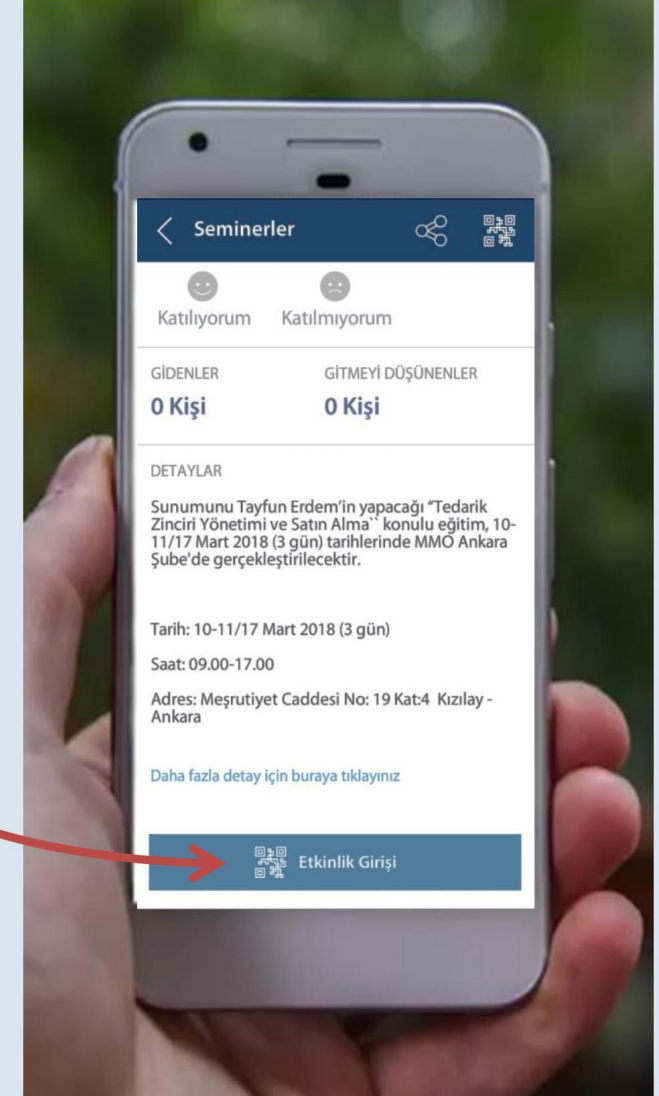 Seminerler
Katılıyorum Katılmıyorum
GİDENLER GİTMEYİ DÜŞÜNENLER
0 Kişi 0 Kişi
DETAYLAR
Sunumunu Tayfun Erdem’in yapacağı “Tedarik
Zinciri Yönetimi ve Satın Alma`` konulu eğitim, 10-
11/17 Mart 2018 (3 gün) tarihlerinde MMO Ankara
Şube'de gerçekleştirilecektir.
Tarih: 10-11/17 Mart 2018 (3 gün)
Saat: 09.00-17.00
Adres: Meşrutiyet Caddesi No: 19 Kat:4 Kızılay -
Ankara
Daha fazla detay için buraya tıklayınız
Etkinlik Girişi